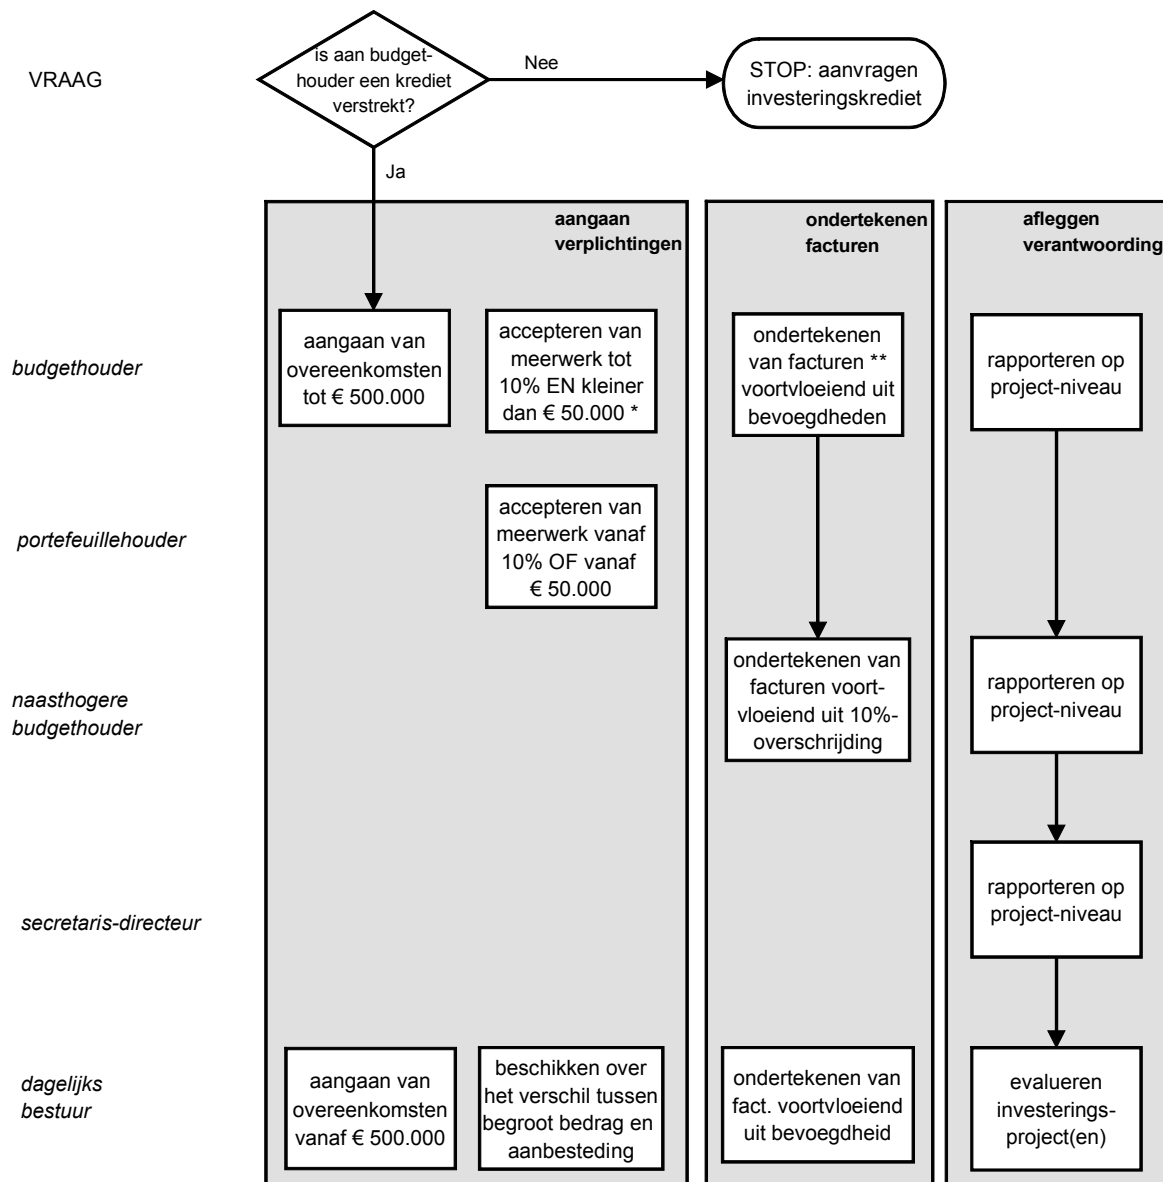 VRAAG
is aan budget-
houder een krediet
verstrekt?
Nee
STOP: aanvragen
investeringskrediet
Ja
aangaan
verplichtingen
ondertekenen
facturen
afleggen
verantwoording
budgethouder
aangaan van
overeenkomsten
tot € 500.000
accepteren van
meerwerk tot
10% EN kleiner
dan € 50.000 *
ondertekenen
van facturen **
voortvloeiend uit
bevoegdheden
rapporteren op
project-niveau
portefeuillehouder
accepteren van
meerwerk vanaf
10% OF vanaf
€ 50.000
naasthogere
budgethouder
ondertekenen van
facturen voort-
vloeiend uit 10%-
overschrijding
rapporteren op
project-niveau
secretaris-directeur
rapporteren op
project-niveau
dagelijks
bestuur
aangaan van
overeenkomsten
vanaf € 500.000
beschikken over
het verschil tussen
begroot bedrag en
aanbesteding
ondertekenen van
fact. voortvloeiend
uit bevoegdheid
evalueren
investerings-
project(en)